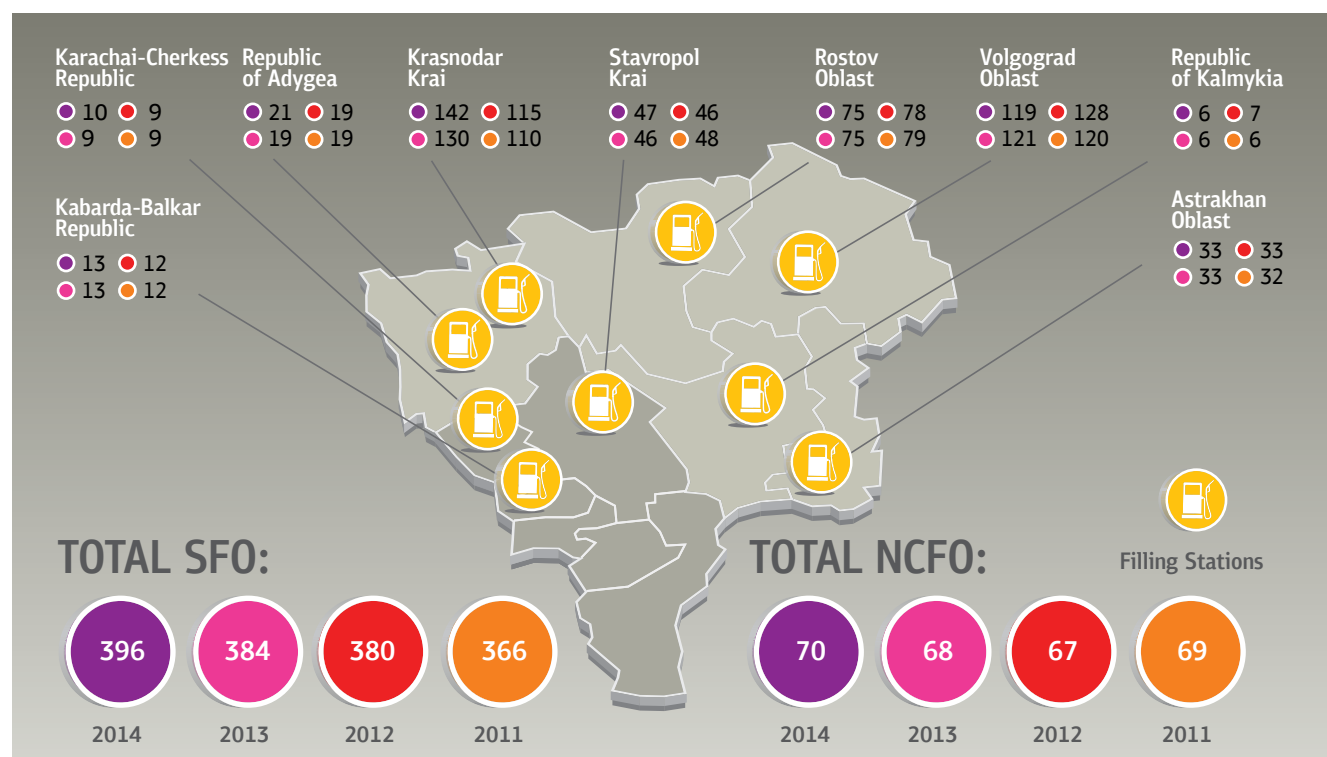 Karachai-Cherkess
Republic
10 9
9 9
Republic
of Adygea
21 19
19 19
Krasnodar
Krai
142 115
130 110
Stavropol
Krai
47 46
46 48
Rostov
Oblast
75 78
75 79
Volgograd
Oblast
119 128
121 120
Republic
of Kalmykia
6 7
6 6
Kabarda-Balkar
Republic
13 12
13 12
Astrakhan
Oblast
33 33
33 32
Filling Stations
TOTAL SFO:
396 384 380 366
2014 2013 2012 2011
TOTAL NCFO:
70 68 67 69
2014 2013 2012 2011